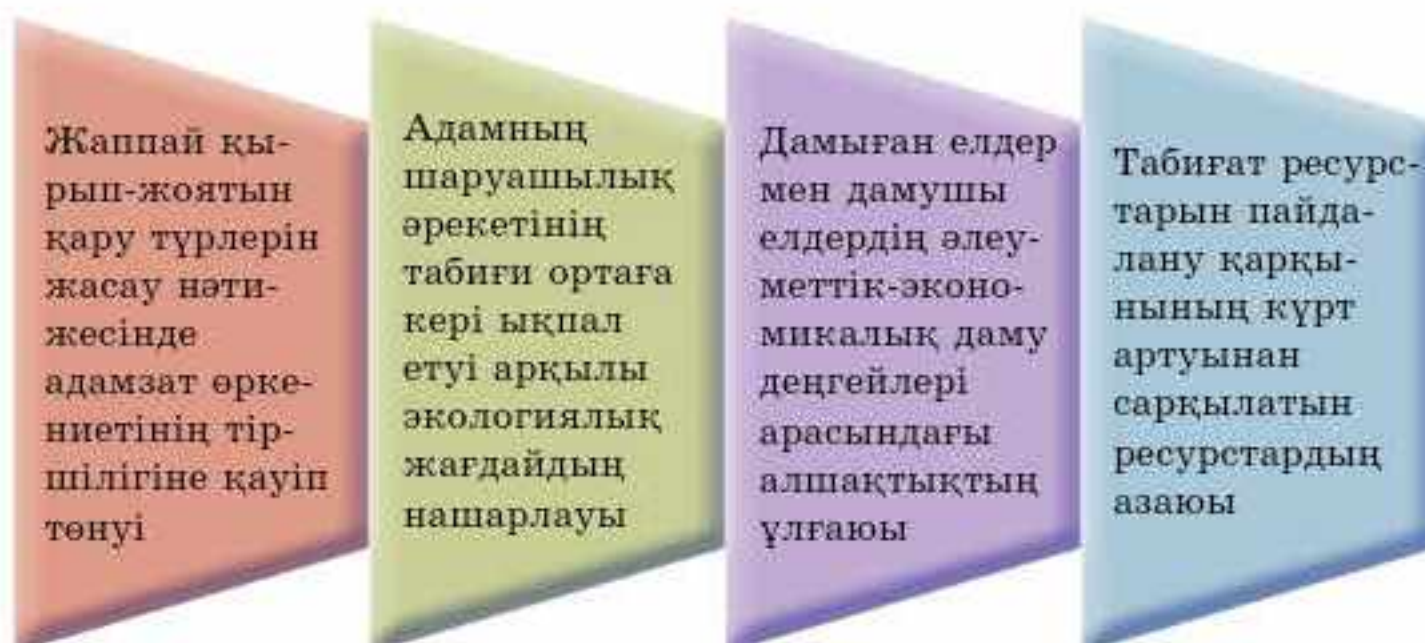 Жаппай қы-
рып-жоятын
қару түрлерін
жасау нәти-
жесінде
адамзат өрке-
ниетінің тір-
шілігіне қауіп
төнуі
Адамның
шаруашылық
әрекетінің
табиғи ортаға
кері ықпал
етуі арқылы
экологиялық
жағдайдың
нашарлауы
Дамыған елдер
мен дамушы
елдердің әлеу-
меттік-эконо-
микалық даму
деңгейлері
арасындағы
алшақтықтың
ұлғаюы
Табиғат ресурс-
тарын пайда-
лану қарқы-
нының күрт
артуынан
сарқылатын
ресурстардың
азаюы